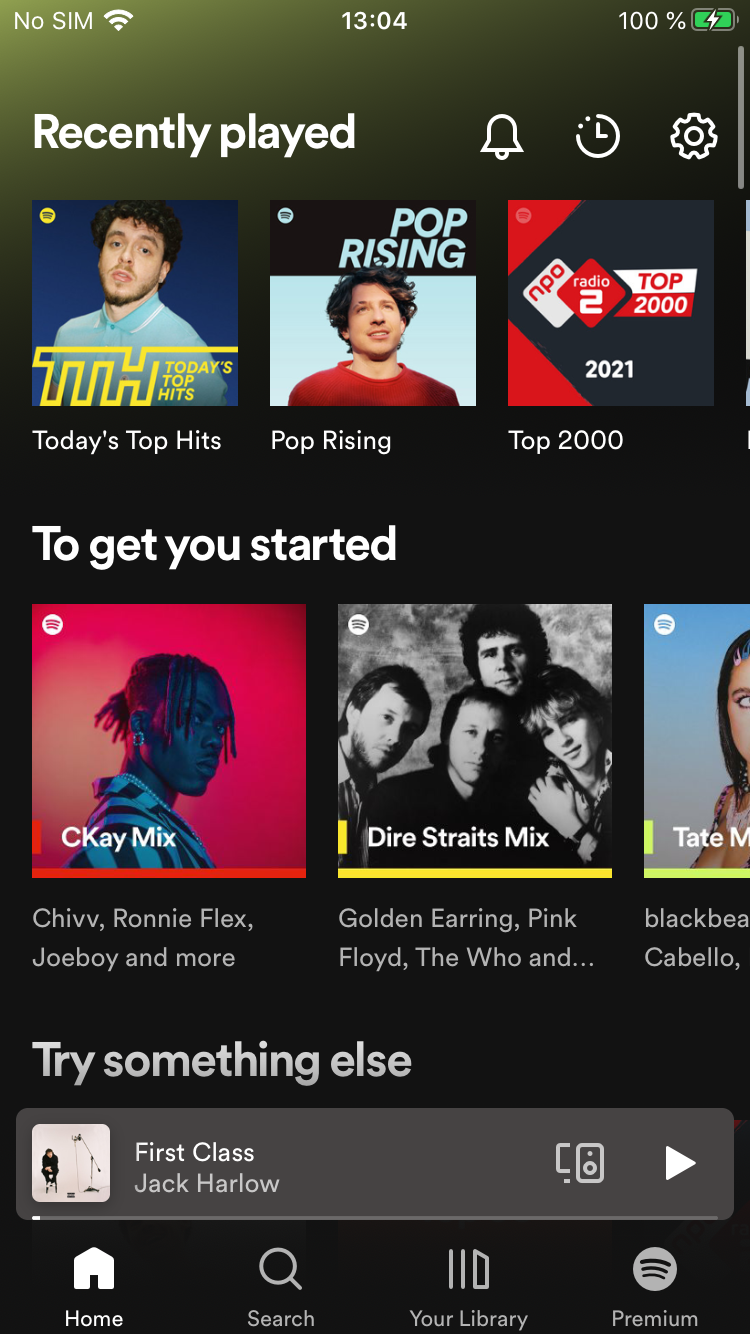 No SIM 13:04 100 %
Recently played
POP
RISING
npo radio 2 TOP 2000
2021
TTH TODAY'S
TOP
HITS
Today's Top Hits Pop Rising Top 2000
To get you started
CKay Mix Dire Straits Mix Tate M
Chivv, Ronnie Flex, Golden Earring, Pink blackbea
Joeboy and more Floyd, The Who and... Cabello,
Try something else
First Class
Jack Harlow
Home Search Your Library Premium